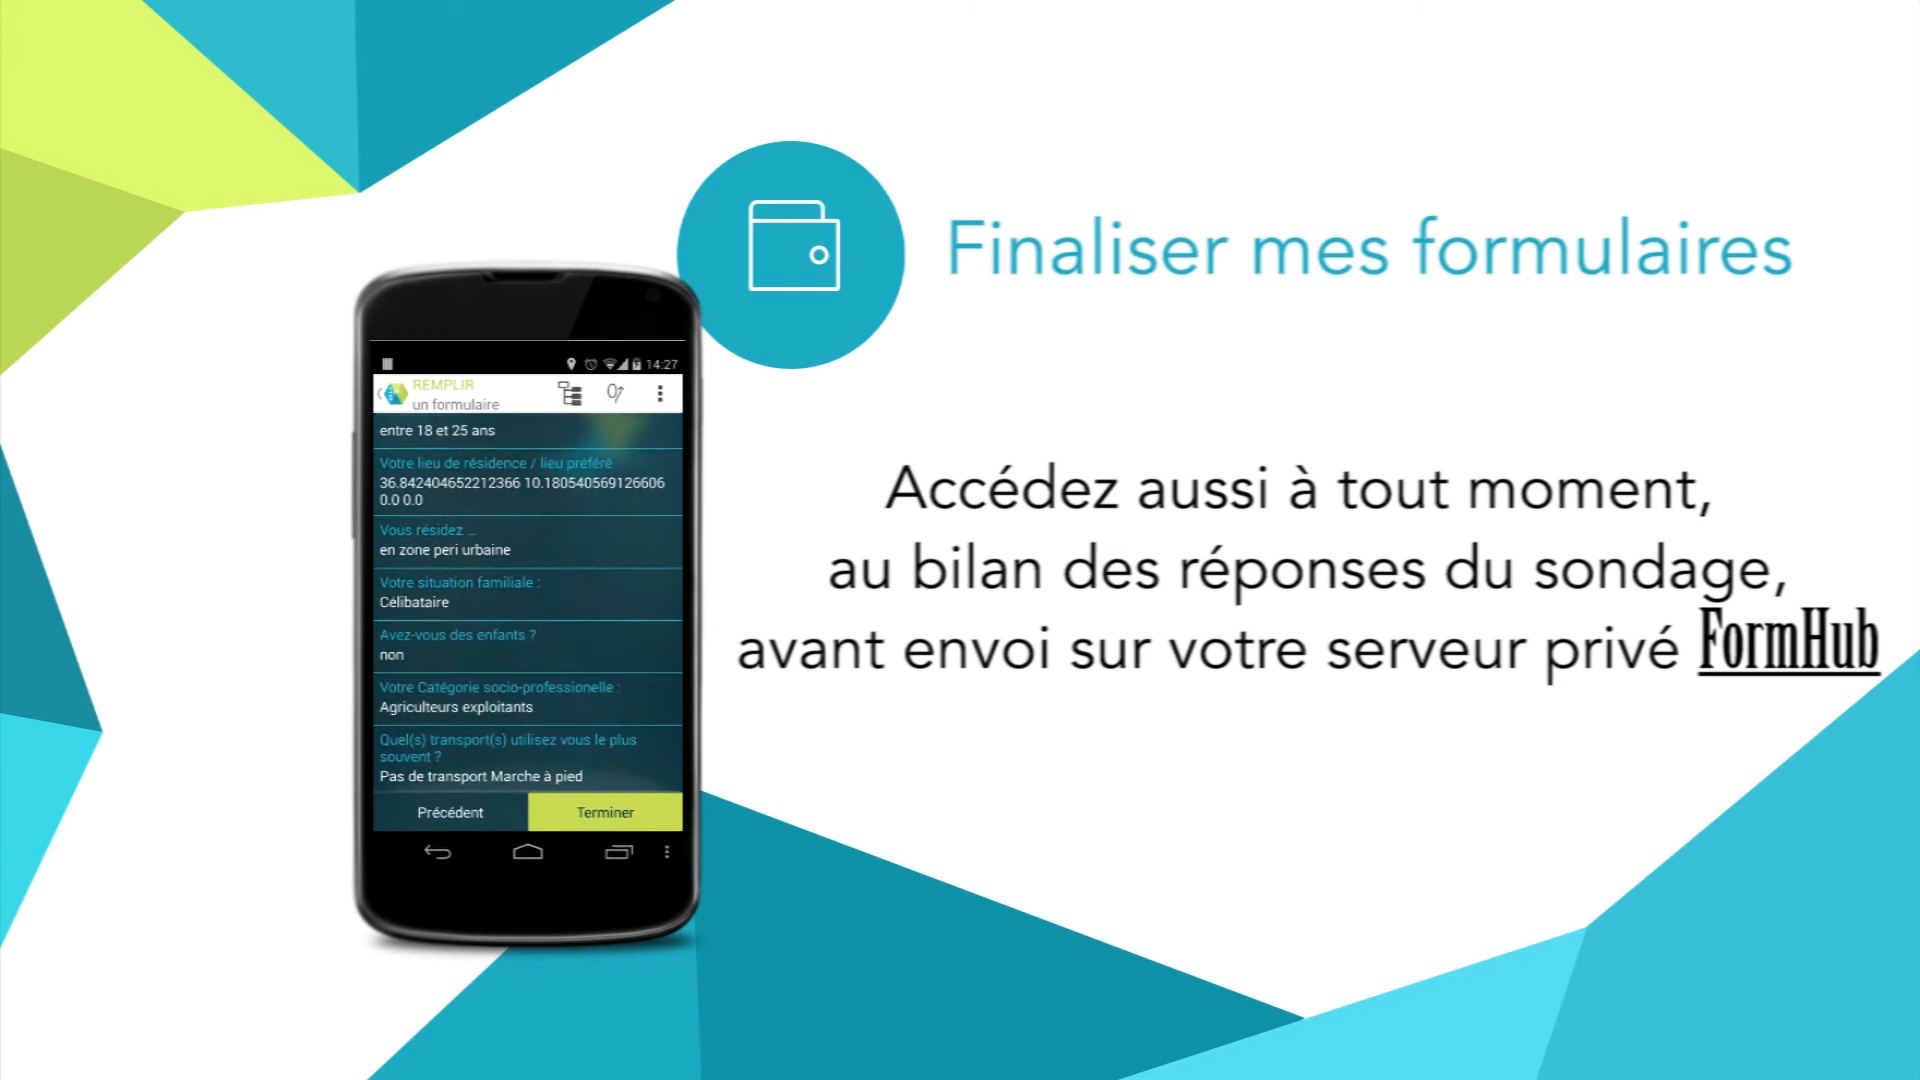 Finaliser mes formulaires
14:27
REMPLIR
un formulaire
entre 18 et 25 ans
Votre lieu de résidence / lieu préféré
36.842404652212366 10.180540569126606
0.0 0.0
Vous résidez ...
en zone peri urbaine
Votre situation familiale :
Célibataire
Avez-vous des enfants ?
non
Votre Catégorie socio-professionelle :
Agriculteurs exploitants
Quel(s) transport(s) utilisez vous le plus
souvent ?
Pas de transport Marche à pied
Précédent
Terminer
Accédez aussi à tout moment,
au bilan des réponses du sondage,
avant envoi sur votre serveur privé FormHub